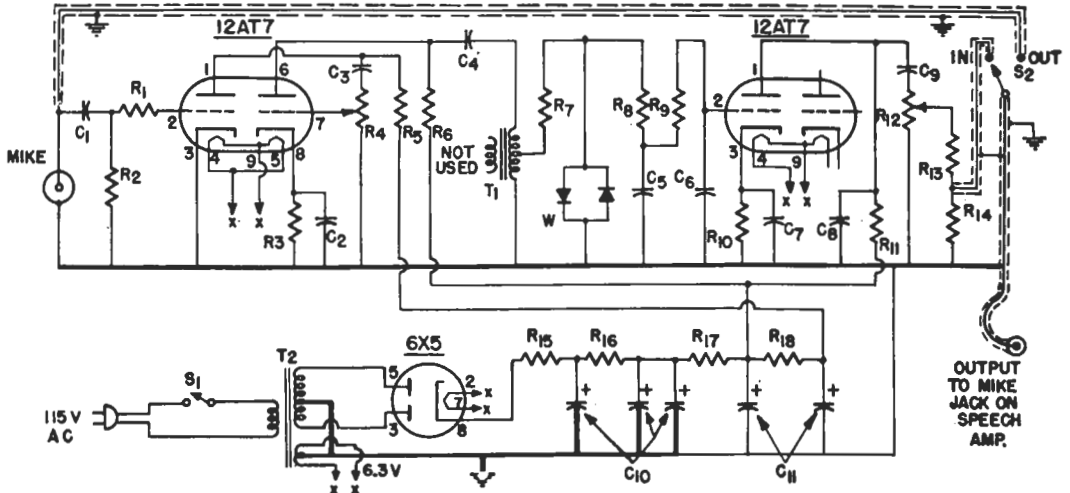 12AT7
12AT7
IN
OUT
S2
1
6
C4
C3
1
C9
R1
2
7
R4
R5
R6
R7
R8
R9
2
R12
C1
3
4
9
5
8
NOT
USED
T1
W
C5
C6
3
4
9
R13
MIKE
R2
X
X
R3
C2
R10
C7
X
X
C8
R11
R14
T2
6X5
R15
R16
R17
R18
5
2
X
7
X
3
8
+
+
+
+
+
S1
115V
AC
6.3V
X
X
C10
C11
OUTPUT
TO MIKE
JACK ON
SPEECH
AMP.